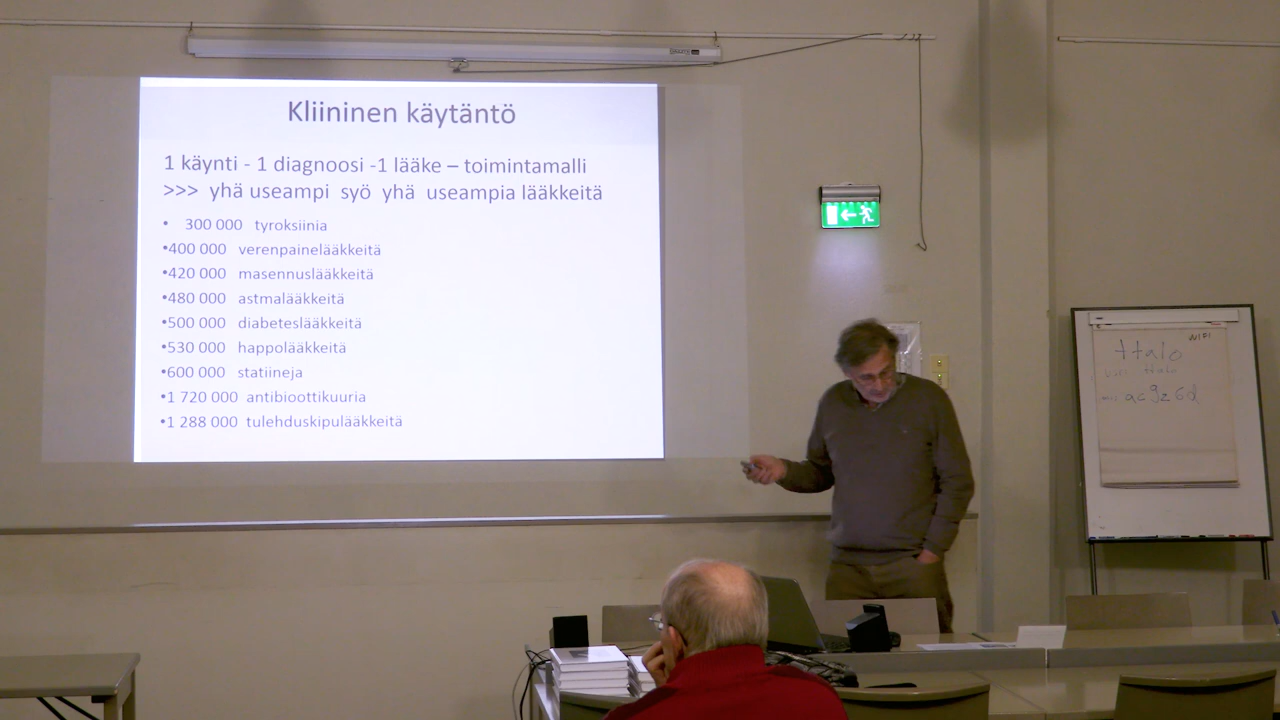 Kliininen käytäntö
1 käynti - 1 diagnoosi -1 lääke – toimintamalli
>>> yhä useampi syö yhä useampia lääkkeitä
• 300 000 tyroksiinia
•400 000 verenpainelääkkeitä
•420 000 masennuslääkkeitä
•480 000 astmalääkkeitä
•500 000 diabeteslääkkeitä
•530 000 happolääkkeitä
•600 000 statiineja
•1 720 000 antibioottikuuria
•1 288 000 tulehduskipulääkkeitä
WIFI